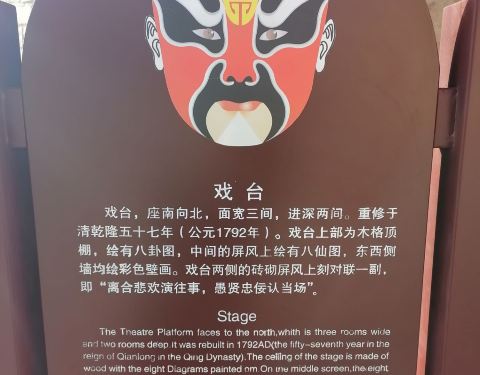 戏台
戏台，座南向北，面宽三间，进深两间。重修于
清乾隆五十七年（公元1792年）。戏台上部为木格顶
棚，绘有八卦图，中间的屏风上绘有八仙图，东西侧
墙均绘彩色壁画。戏台两侧的砖砌屏风上刻对联一副，
即“离合悲欢演往事，愚贤忠佞认当场”。
Stage
The Theatre Platform faces to the north,whith is three rooms wide
and two rooms deep.it was rebuilt in 1792AD(the fifty-seventh year in the
reign of Qianlong in the Qing Dynasty).The ceiling of the stage is made of
wood with the eight Diagrams painted on.On the middle screen,the eight